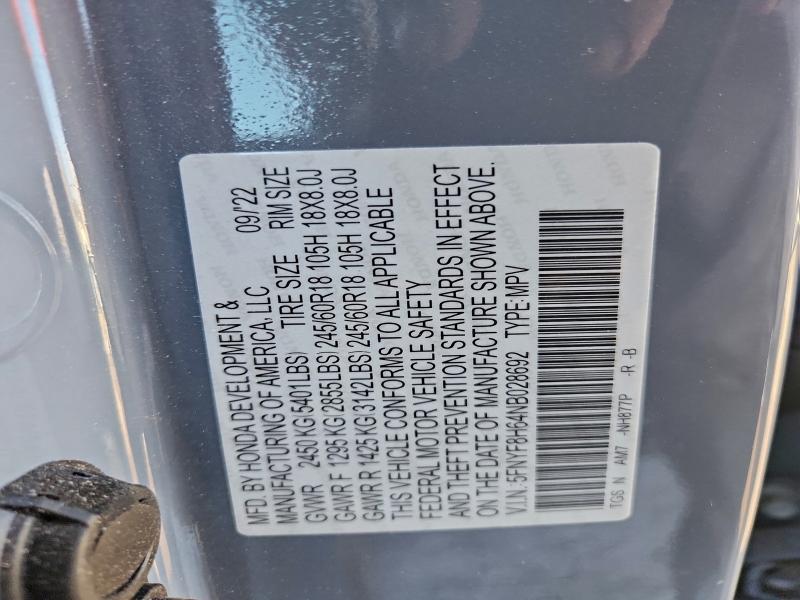 MFD. BY HONDA DEVELOPMENT & 09/'22
MANUFACTURING OF AMERICA, LLC
GVWR 2450 KG(5401LBS) TIRE SIZE RIM SIZE
GAWR F 1295 KG(2855LBS) 245/60R18 105H 18X8.0J
GAWR R 1425 KG(3142LBS) 245/60R18 105H 18X8.0J
THIS VEHICLE CONFORMS TO ALL APPLICABLE
FEDERAL MOTOR VEHICLE SAFETY
AND THEFT PREVENTION STANDARDS IN EFFECT
ON THE DATE OF MANUFACTURE SHOWN ABOVE.
V.I.N: 5FNYF8H64NB028692 TYPE: MPV
TGS N AM7 -NH877P -R -B